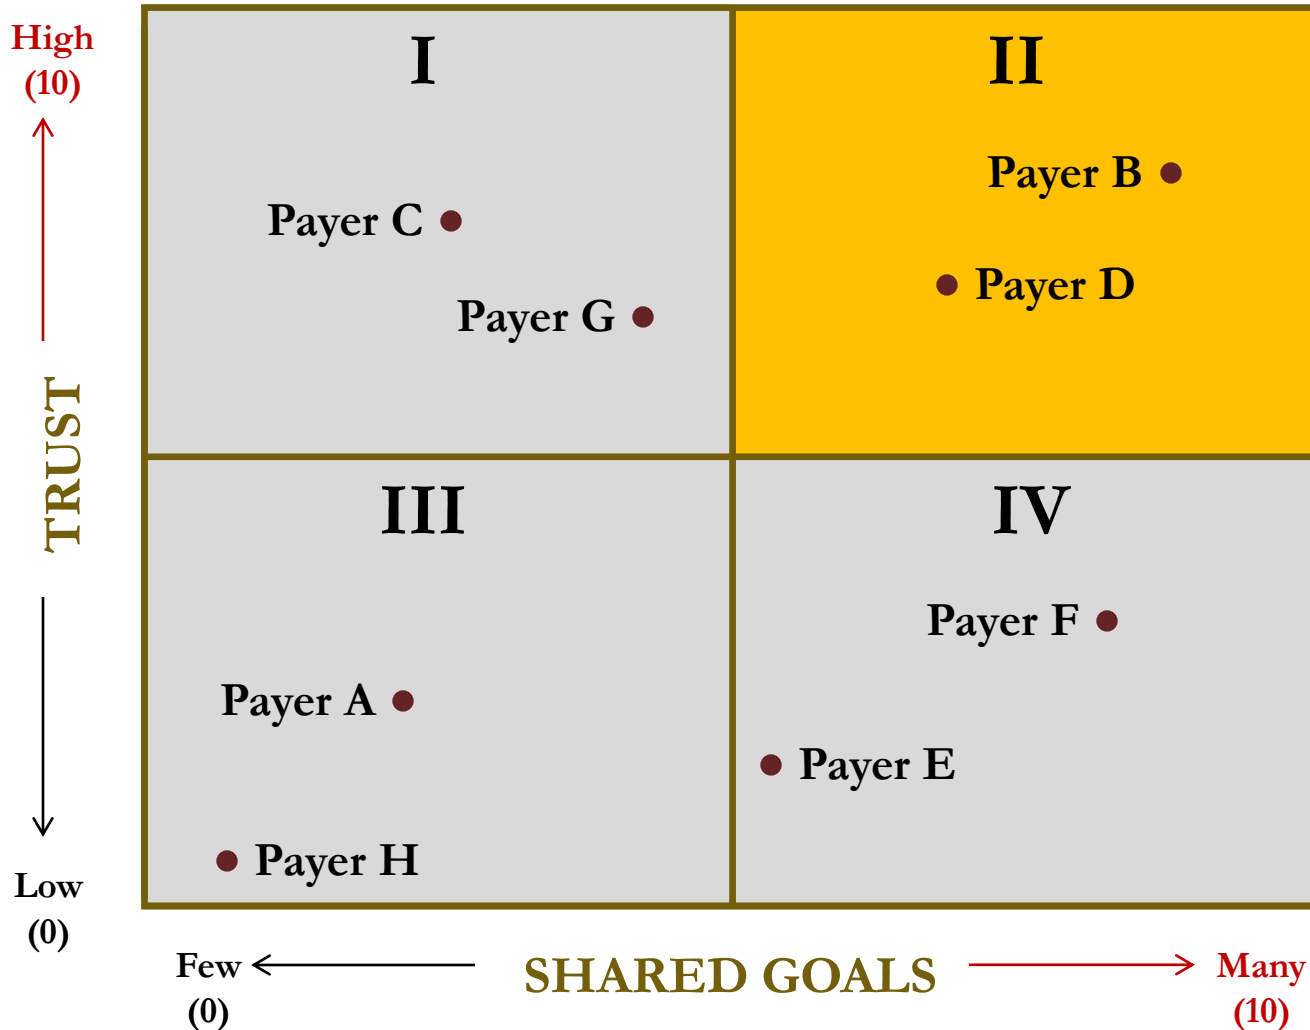 High
(10)
I
II
Payer B
Payer C
Payer D
Payer G
TRUST
III
IV
Payer F
Payer A
Payer E
Payer H
Low
(0)
Few
(0)
SHARED GOALS
Many
(10)